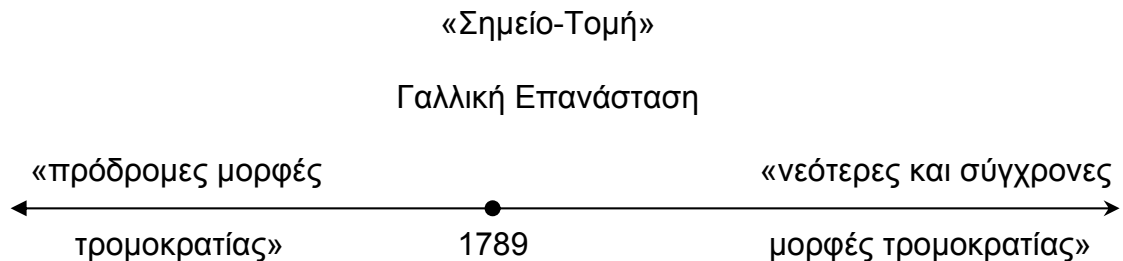 «Σημείο-Τομή»
Γαλλική Επανάσταση
«πρόδρομες μορφές
τρομοκρατίας»
1789
«νεότερες και σύγχρονες
μορφές τρομοκρατίας»